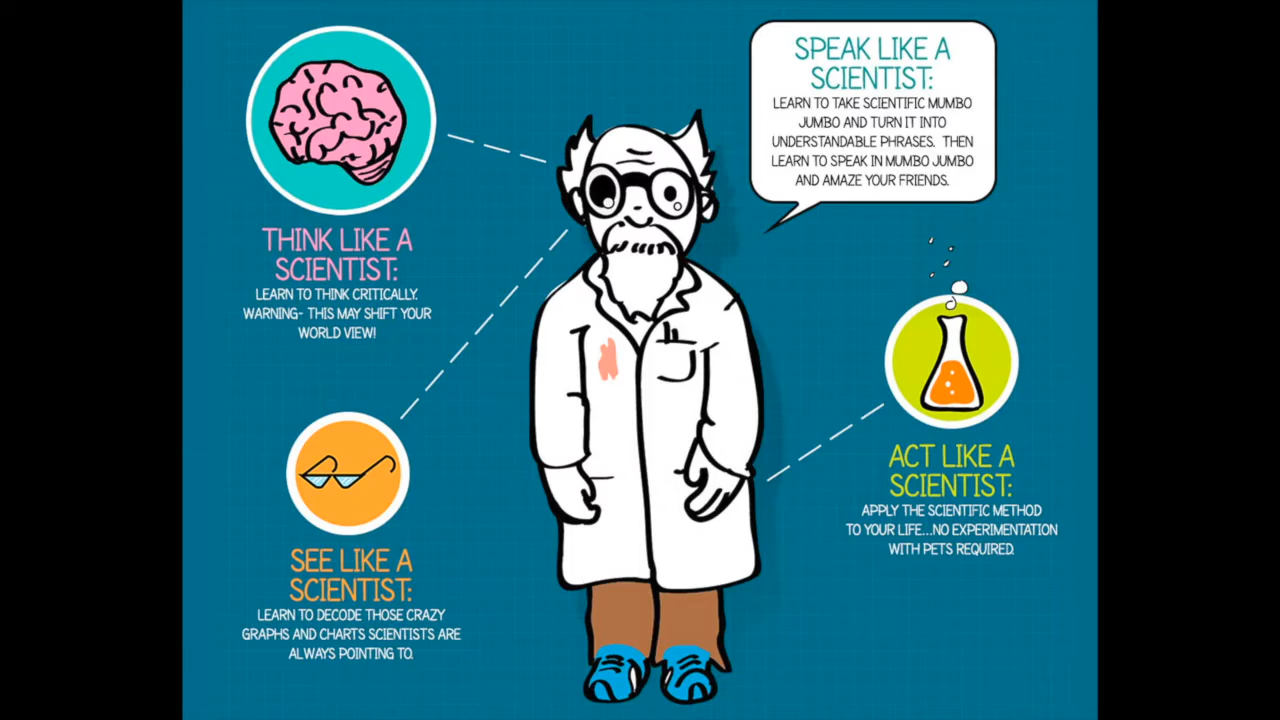 THINK LIKE A
SCIENTIST:
LEARN TO THINK CRITICALLY.
WARNING- THIS MAY SHIFT YOUR
WORLD VIEW!
SEE LIKE A
SCIENTIST:
LEARN TO DECODE THOSE CRAZY
GRAPHS AND CHARTS SCIENTISTS ARE
ALWAYS POINTING TO.
SPEAK LIKE A
SCIENTIST:
LEARN TO TAKE SCIENTIFIC MUMBO
JUMBO AND TURN IT INTO
UNDERSTANDABLE PHRASES. THEN
LEARN TO SPEAK IN MUMBO JUMBO
AND AMAZE YOUR FRIENDS.
ACT LIKE A
SCIENTIST:
APPLY THE SCIENTIFIC METHOD
TO YOUR LIFE...NO EXPERIMENTATION
WITH PETS REQUIRED.